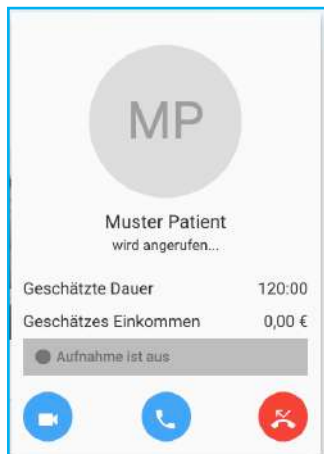 MP
Muster Patient
wird angerufen...
Geschätzte Dauer 120:00
Geschätzes Einkommen 0,00 €
Aufnahme ist aus